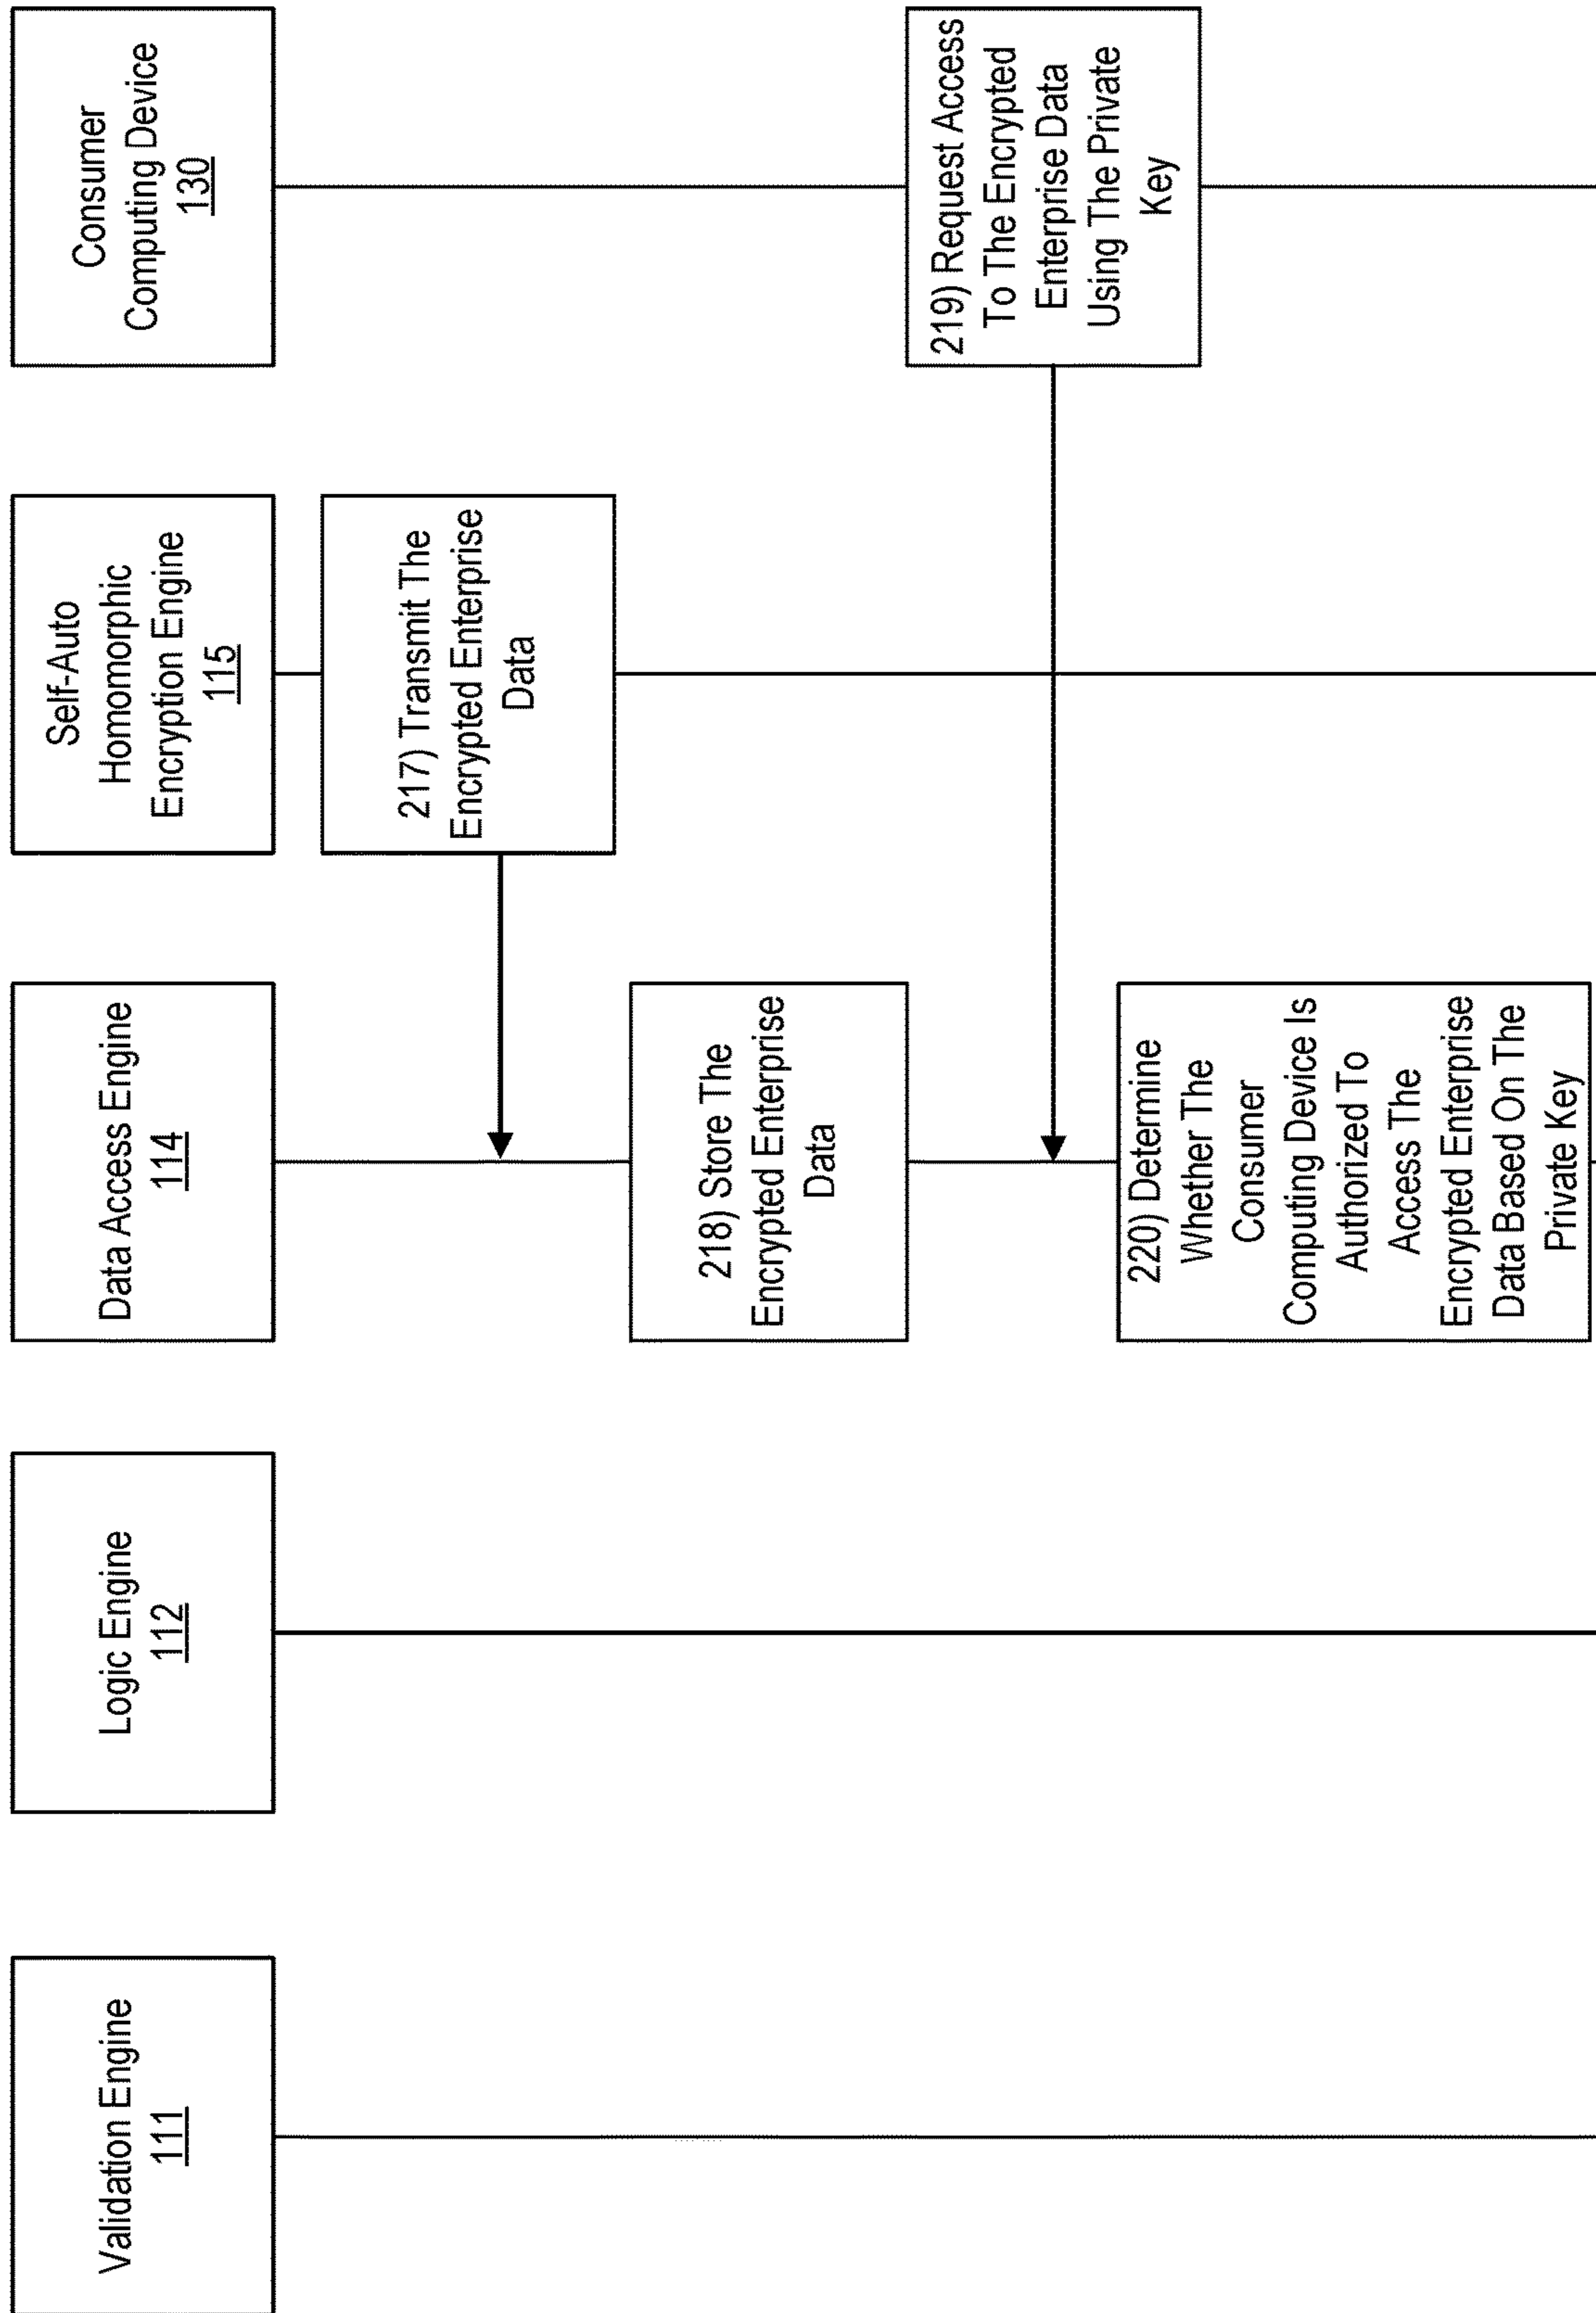 Validation Engine
111
Logic Engine
112
Data Access Engine
114
Self-Auto
Homomorphic
Encryption Engine
115
Consumer
Computing Device
130
217) Transmit The
Encrypted Enterprise
Data
218) Store The
Encrypted Enterprise
Data
219) Request Access
To The Encrypted
Enterprise Data
Using The Private
Key
220) Determine
Whether The
Consumer
Computing Device Is
Authorized To
Access The
Encrypted Enterprise
Data Based On The
Private Key